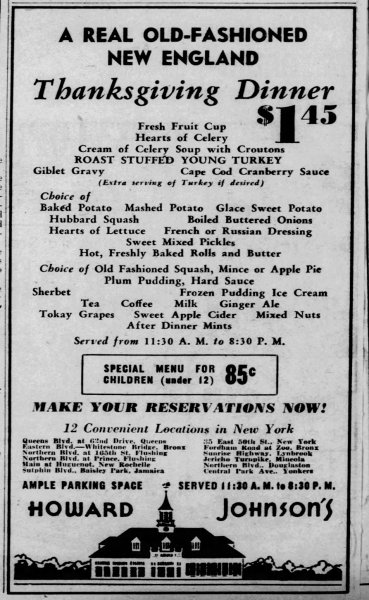 A REAL OLD-FASHIONED
NEW ENGLAND
Thanksgiving Dinner
$1.45
Fresh Fruit Cup
Hearts of Celery
Cream of Celery Soup with Croutons
ROAST STUFFED YOUNG TURKEY
Giblet Gravy Cape Cod Cranberry Sauce
(Extra serving of Turkey if desired)
Choice of
Baked Potato Mashed Potato Glace Sweet Potato
Hubbard Squash Boiled Buttered Onions
Hearts of Lettuce French or Russian Dressing
Sweet Mixed Pickles
Hot, Freshly Baked Rolls and Butter
Choice of Old Fashioned Squash, Mince or Apple Pie
Plum Pudding, Hard Sauce
Sherbet Frozen Pudding Ice Cream
Tea Coffee Milk Ginger Ale
Tokay Grapes Sweet Apple Cider Mixed Nuts
After Dinner Mints
Served from 11:30 A. M. to 8:30 P. M.
SPECIAL MENU FOR
CHILDREN (under 12) 85c
MAKE YOUR RESERVATIONS NOW!
12 Convenient Locations in New York
Queens Blvd. at 62nd Drive, Queens
Eastern Blvd.—Whitestone Bridge, Bronx
Northern Blvd. at 165th St. Flushing
Northern Blvd. at Prince, Flushing
Main at Huguenot, New Rochelle
Sutphin Blvd., Baisley Park, Jamaica
35 East 50th St., New York
Fordham Road at Zoo, Bronx
Sunrise Highway, Lynbrook
Jericho Turnpike, Mineola
Northern Blvd., Douglaston
Central Park Ave., Yonkers
AMPLE PARKING SPACE SERVED 11:30 A. M. to 8:30 P. M.
HOWARD JOHNSON'S